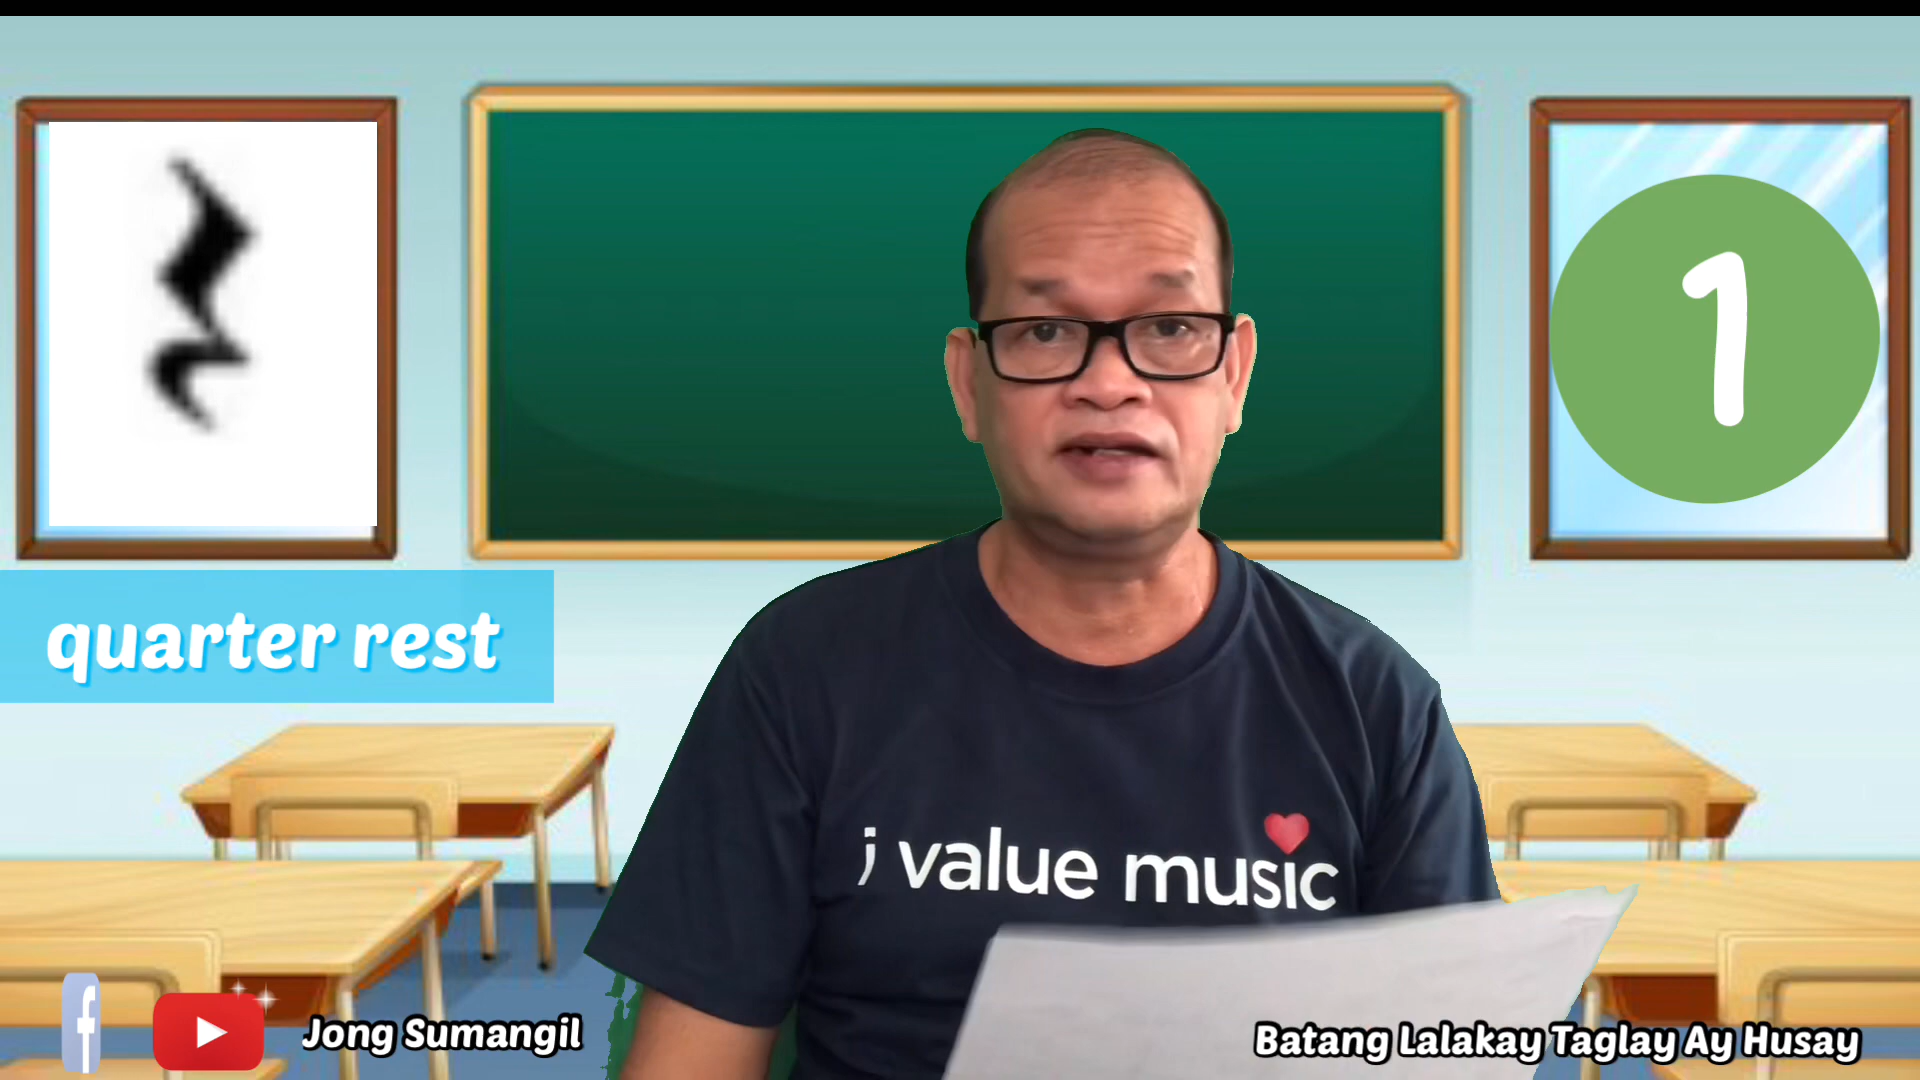 1
quarter rest
i value music
f
Jong Sumangil
Batang Lalakay Taglay Ay Husay